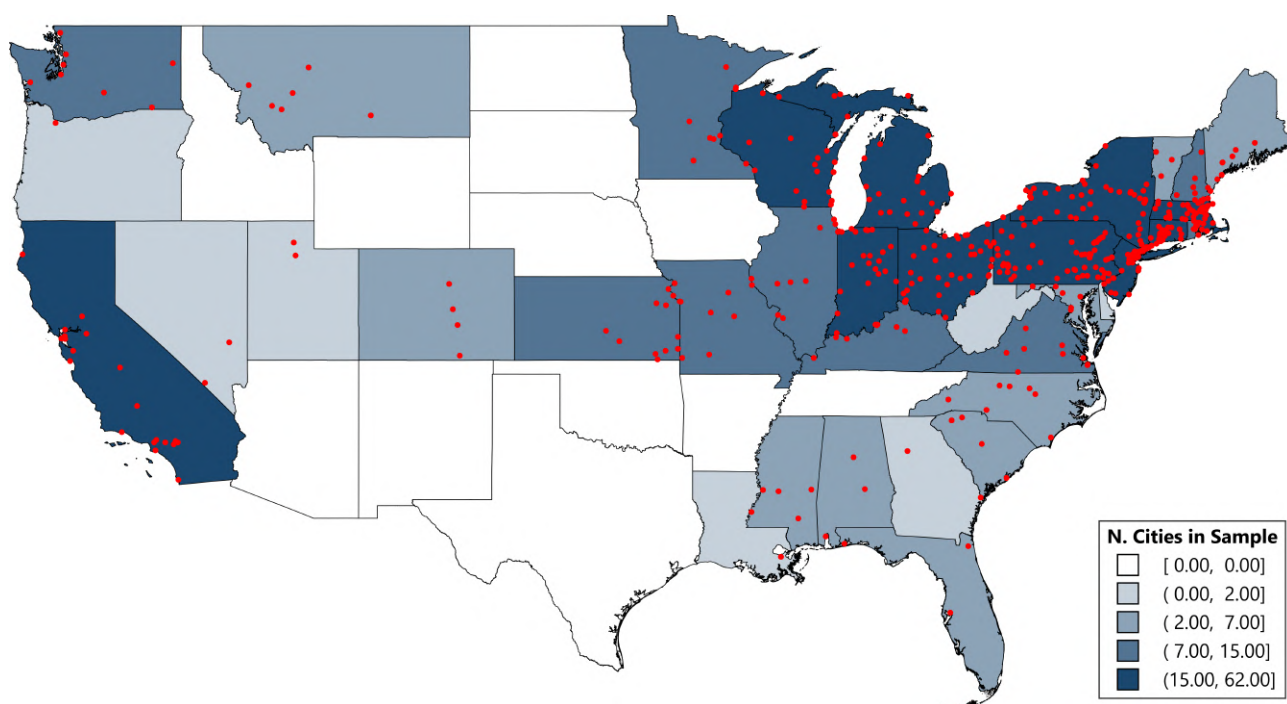 N. Cities in Sample
[ 0.00, 0.00]
( 0.00, 2.00]
( 2.00, 7.00]
( 7.00, 15.00]
(15.00, 62.00]